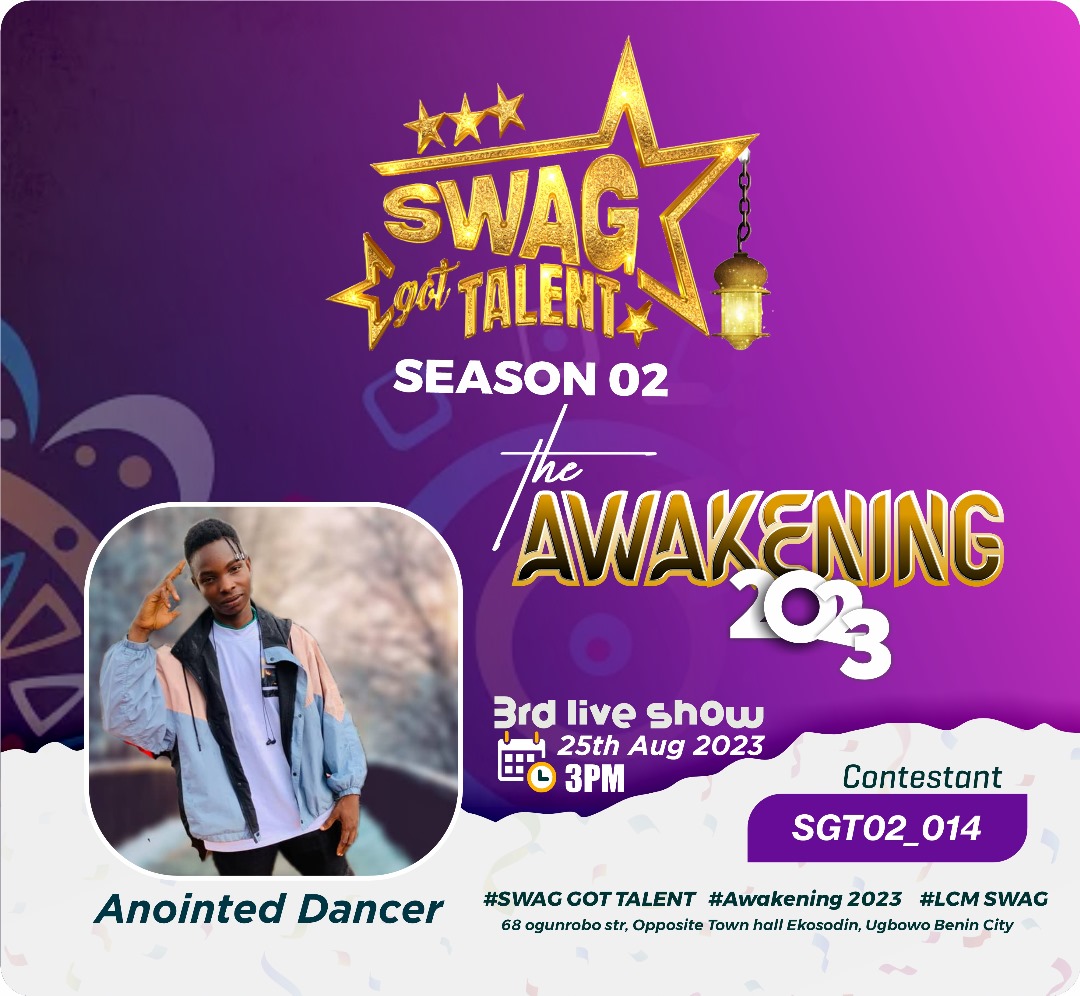 SWAG
got TALENT
SEASON 02
the
AWAKENING
2023
3rd live show
25th Aug 2023
3PM
Contestant
SGT02_014
Anointed Dancer
#SWAG GOT TALENT #Awakening 2023 #LCM SWAG
68 ogunrobo str, Opposite Town hall Ekosodin, Ugbowo Benin City